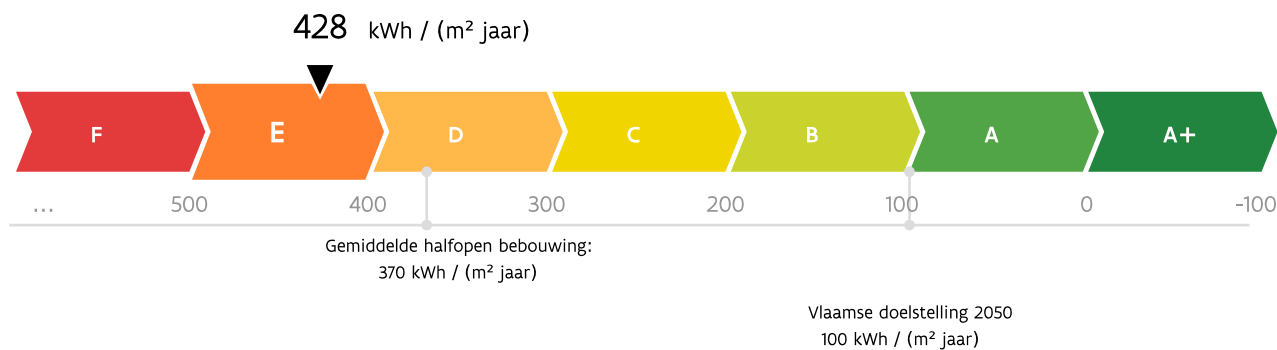 428 kWh / (m² jaar)
F E D C B A A+
... 500 400 300 200 100 0 -100
Gemiddelde halfopen bebouwing:
370 kWh / (m² jaar)
Vlaamse doelstelling 2050
100 kWh / (m² jaar)